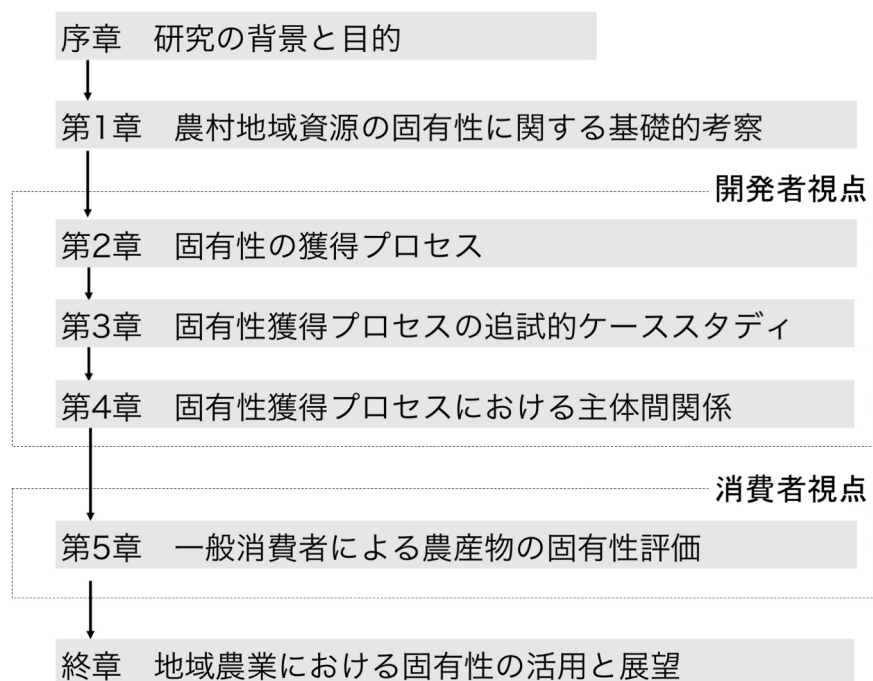 序章　研究の背景と目的
第1章　農村地域資源の固有性に関する基礎的考察
開発者視点
第2章　固有性の獲得プロセス
第3章　固有性獲得プロセスの追試的ケーススタディ
第4章　固有性獲得プロセスにおける主体間関係
消費者視点
第5章　一般消費者による農産物の固有性評価
終章　地域農業における固有性の活用と展望